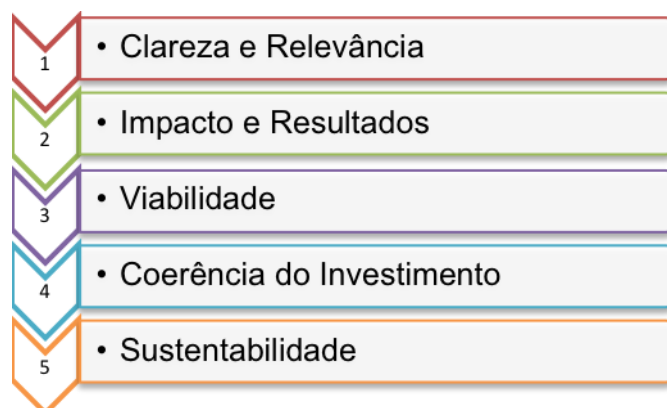 1
• Clareza e Relevância
2
• Impacto e Resultados
3
• Viabilidade
4
• Coerência do Investimento
5
• Sustentabilidade